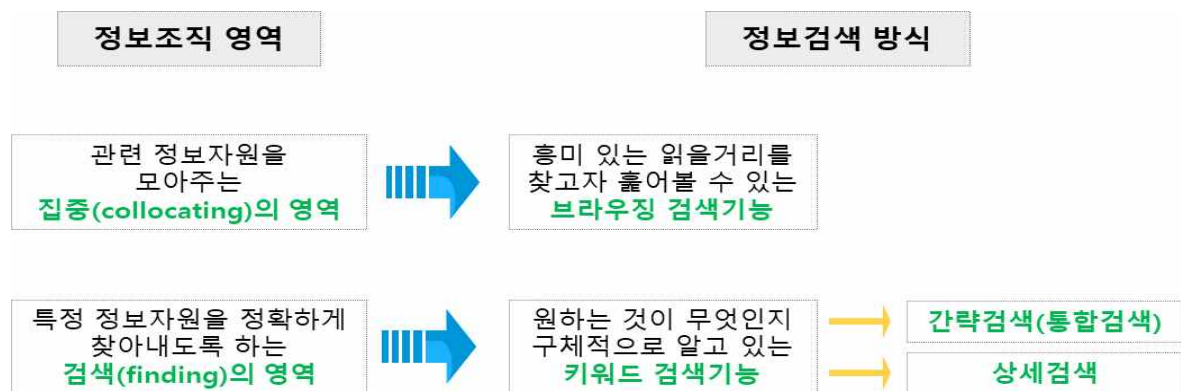 정보조직 영역
정보검색 방식
관련 정보자원을
모아주는
집중(collocating)의 영역
흥미 있는 읽을거리를
찾고자 훑어볼 수 있는
브라우징 검색기능
특정 정보자원을 정확하게
찾아내도록 하는
검색(finding)의 영역
원하는 것이 무엇인지
구체적으로 알고 있는
키워드 검색기능
간략검색(통합검색)
상세검색